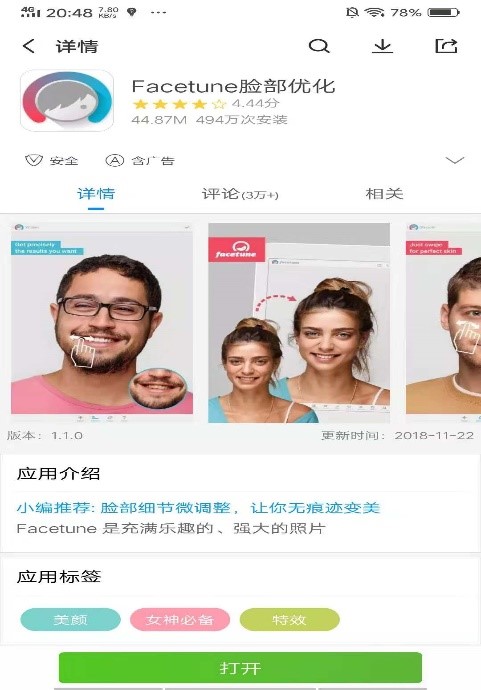 4G 20:48 7.80 KB/S 78%
详情
Facetune脸部优化
4.44分
44.87M 494万次安装
安全 含广告
详情 评论(3万+) 相关
Get precisely
the results you want
facetune
Just swipe
for perfect skin
版本：1.1.0 更新时间：2018-11-22
应用介绍
小编推荐: 脸部细节微调整，让你无痕迹变美
Facetune 是充满乐趣的、强大的照片
应用标签
美颜 女神必备 特效
打开